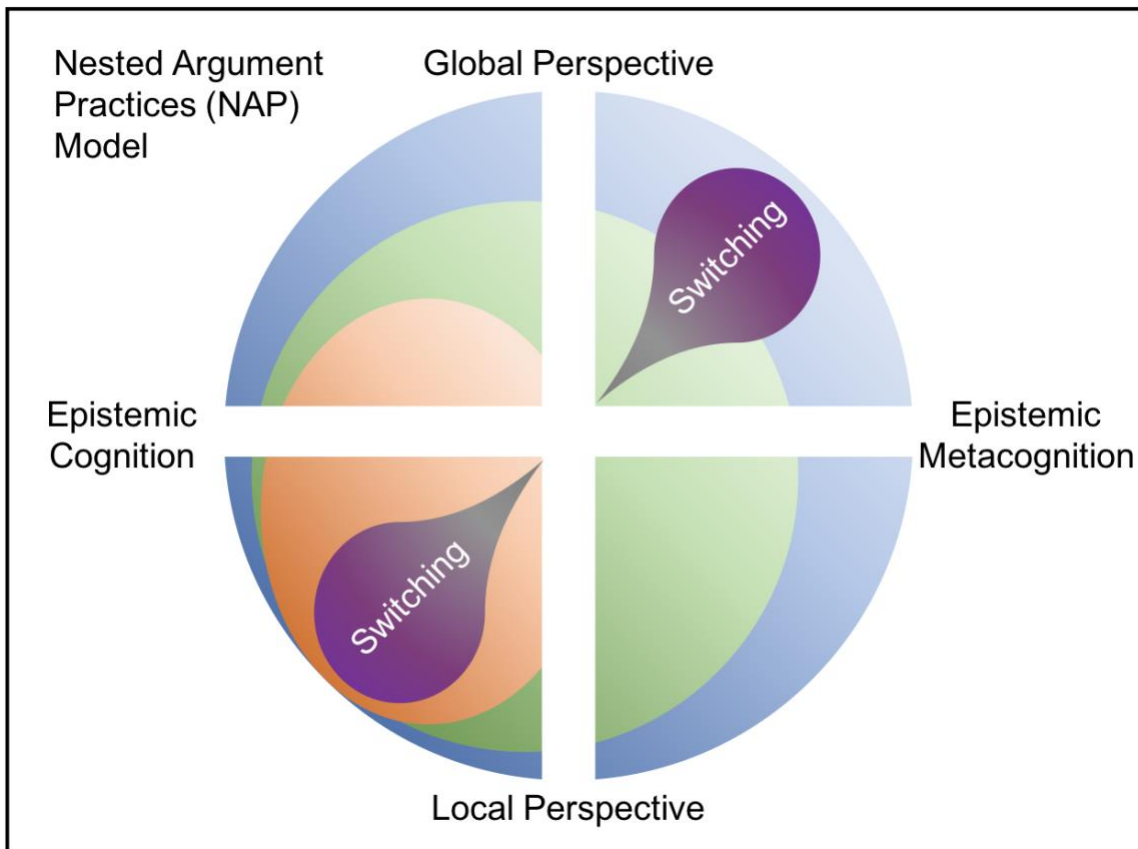 Nested Argument
Practices (NAP)
Model
Global Perspective
Switching
Epistemic
Cognition
Epistemic
Metacognition
Switching
Local Perspective